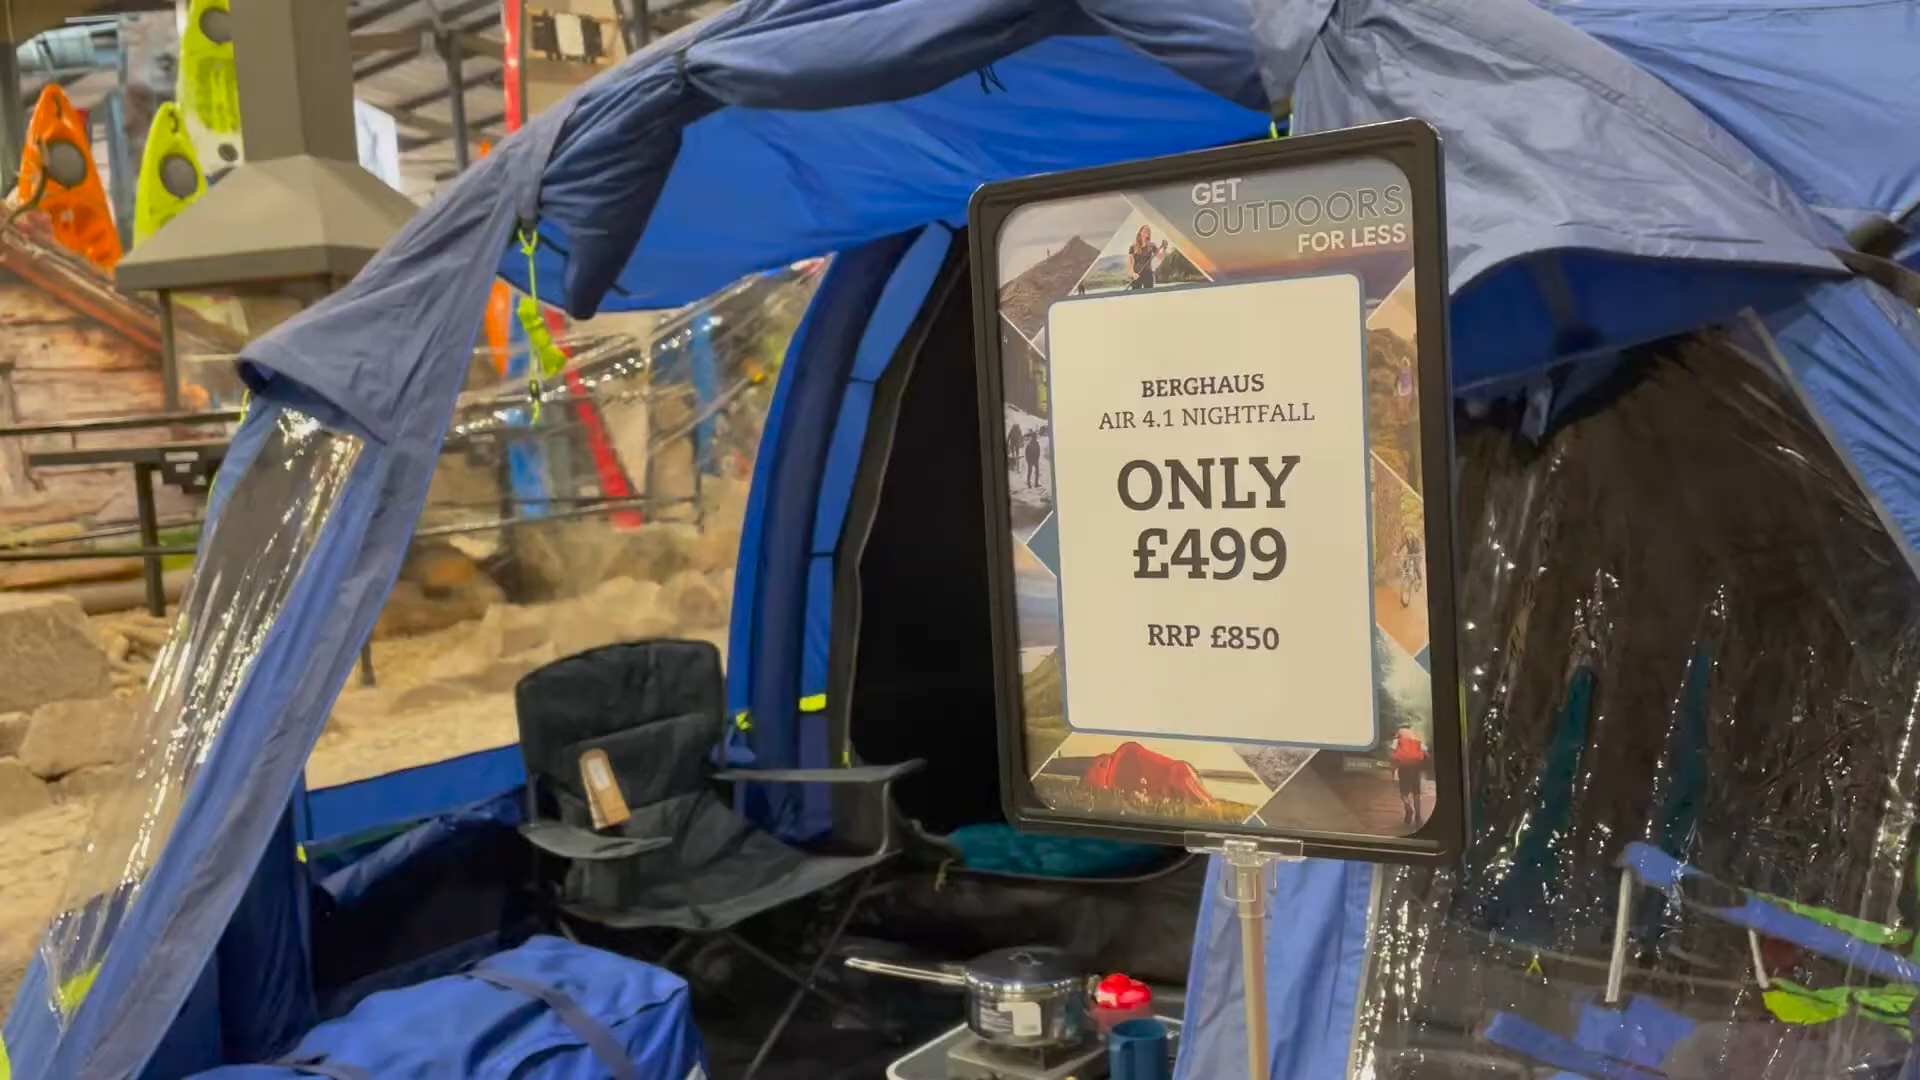 GET
OUTDOORS
FOR LESS
BERGHAUS
AIR 4.1 NIGHTFALL
ONLY
£499
RRP £850